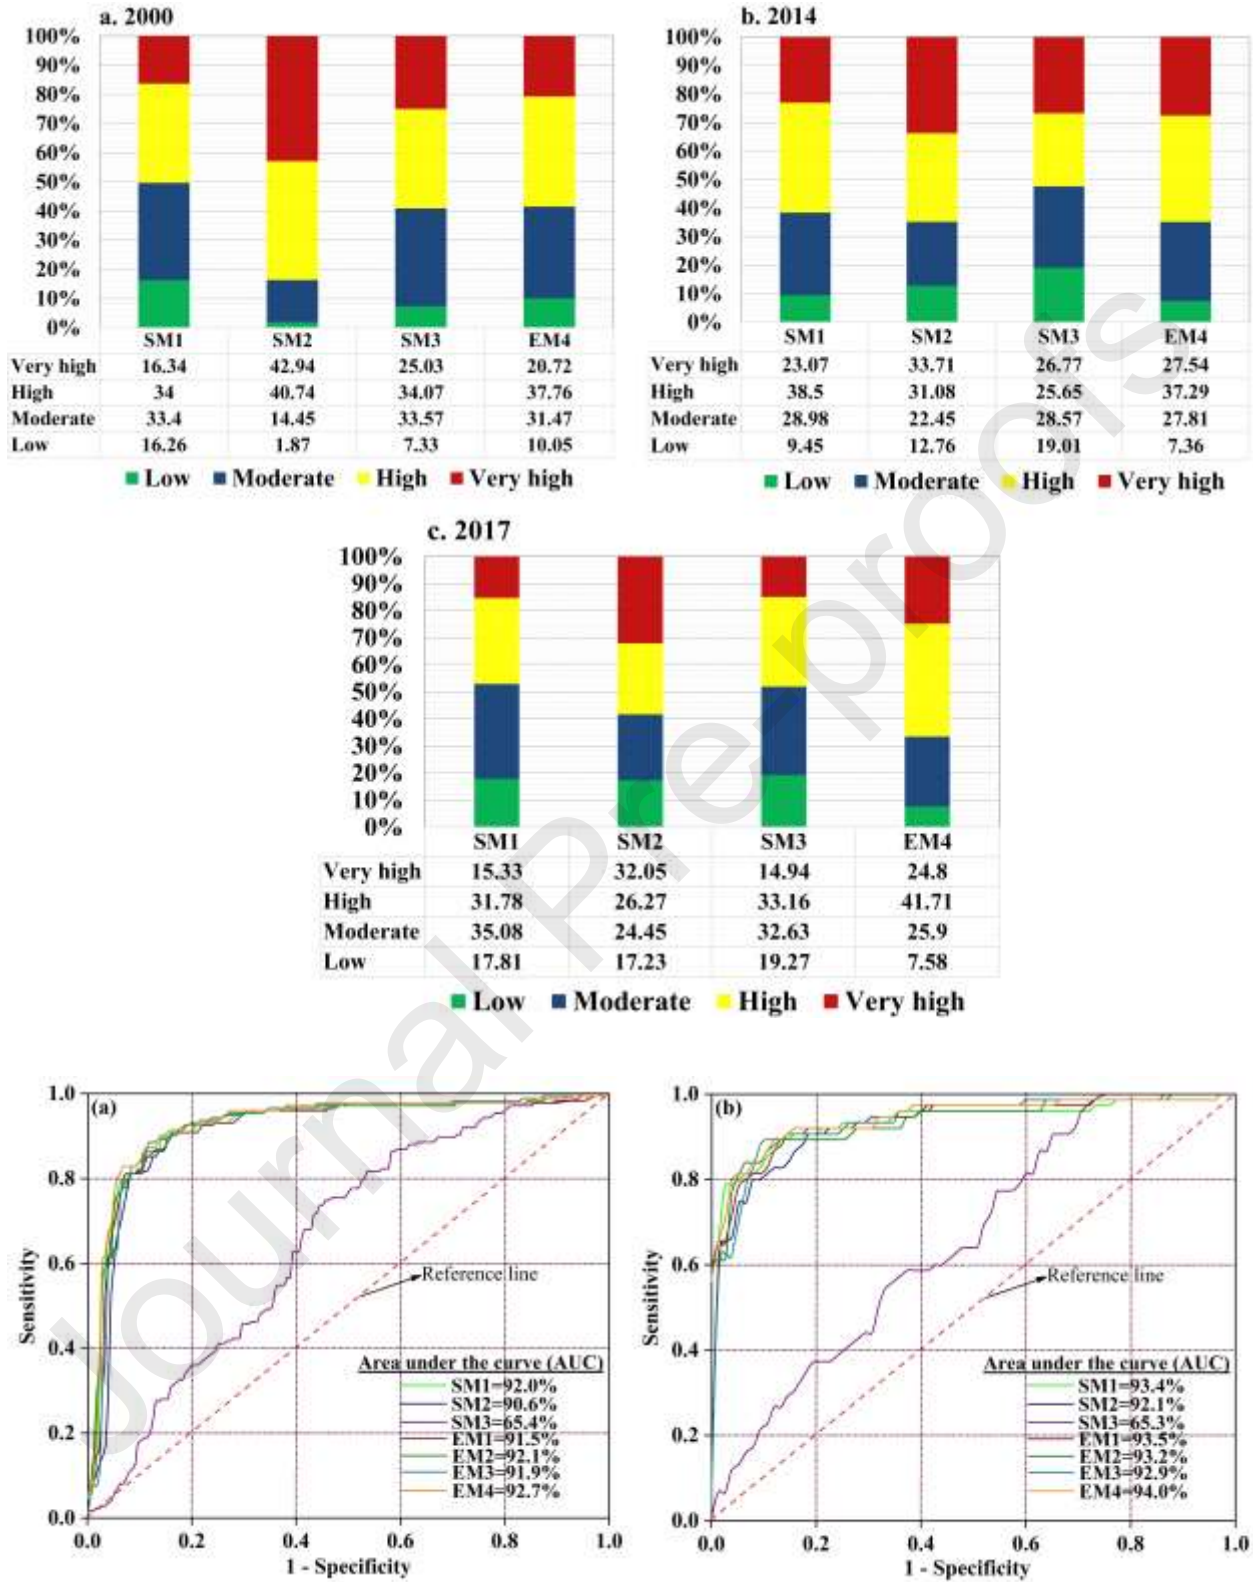 a. 2000
100%
90%
80%
70%
60%
50%
40%
30%
20%
10%
0%
SM1 SM2 SM3 EM4
Very high 16.34 42.94 25.03 20.72
High 34 40.74 34.07 37.76
Moderate 33.4 14.45 33.57 31.47
Low 16.26 1.87 7.33 10.05
Low Moderate High Very high
b. 2014
100%
90%
80%
70%
60%
50%
40%
30%
20%
10%
0%
SM1 SM2 SM3 EM4
Very high 23.07 33.71 26.77 27.54
High 38.5 31.08 25.65 37.29
Moderate 28.98 22.45 28.57 27.81
Low 9.45 12.76 19.01 7.36
Low Moderate High Very high
c. 2017
100%
90%
80%
70%
60%
50%
40%
30%
20%
10%
0%
SM1 SM2 SM3 EM4
Very high 15.33 32.05 14.94 24.8
High 31.78 26.27 33.16 41.71
Moderate 35.08 24.45 32.63 25.9
Low 17.81 17.23 19.27 7.58
Low Moderate High Very high
Journal Pre-proofs
(a)
1.0
0.8
0.6
0.4
0.2
0.0
Sensitivity
Reference line
Area under the curve (AUC)
SM1=92.0%
SM2=90.6%
SM3=65.4%
EM1=91.5%
EM2=92.1%
EM3=91.9%
EM4=92.7%
0.0 0.2 0.4 0.6 0.8 1.0
1 - Specificity
(b)
1.0
0.8
0.6
0.4
0.2
0.0
Sensitivity
Reference line
Area under the curve (AUC)
SM1=93.4%
SM2=92.1%
SM3=65.3%
EM1=93.5%
EM2=93.2%
EM3=92.9%
EM4=94.0%
0.0 0.2 0.4 0.6 0.8 1.0
1 - Specificity